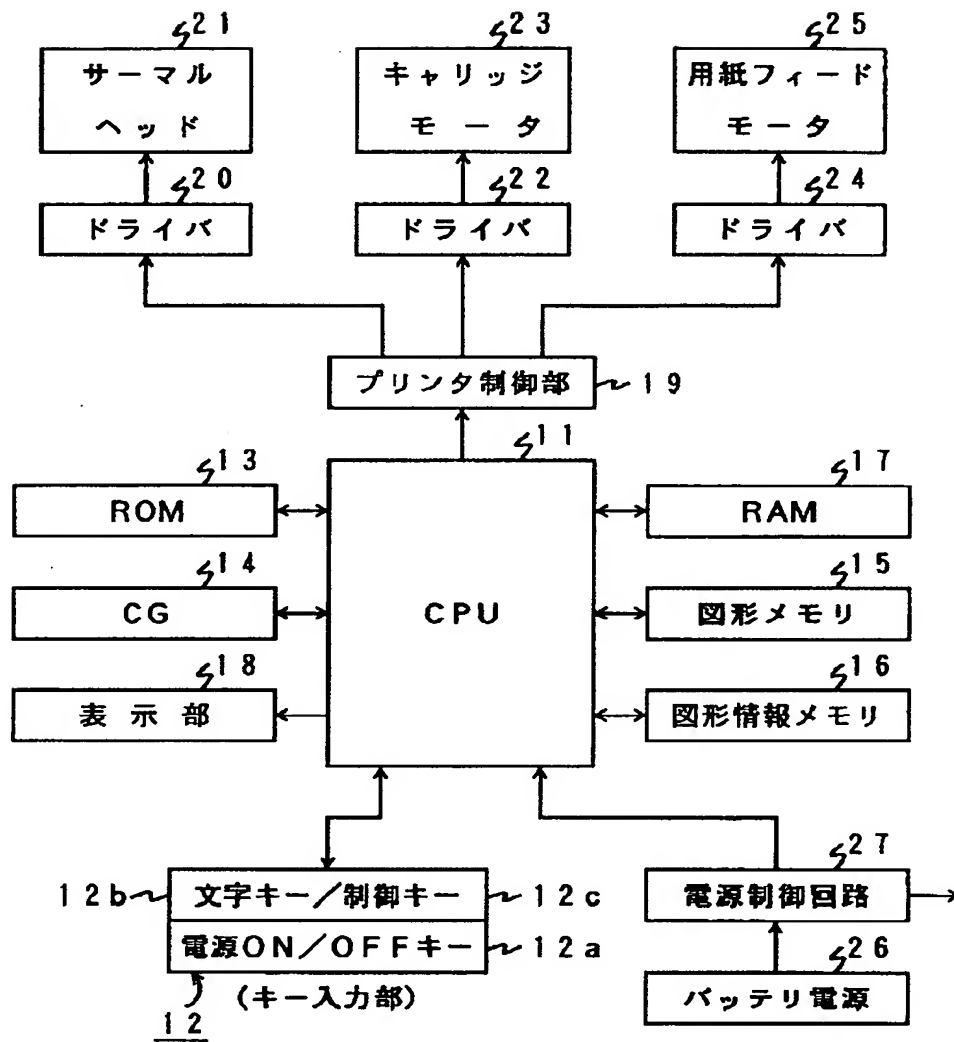 21
サーマル
ヘッド
23
キャリッジ
モータ
25
用紙フィード
モータ
20
ドライバ
22
ドライバ
24
ドライバ
プリンタ制御部
19
11
CPU
13
ROM
14
CG
18
表示部
17
RAM
15
図形メモリ
16
図形情報メモリ
12b
文字キー/制御キー
12c
電源ON/OFFキー
12a
(キー入力部)
12
27
電源制御回路
26
バッテリ電源